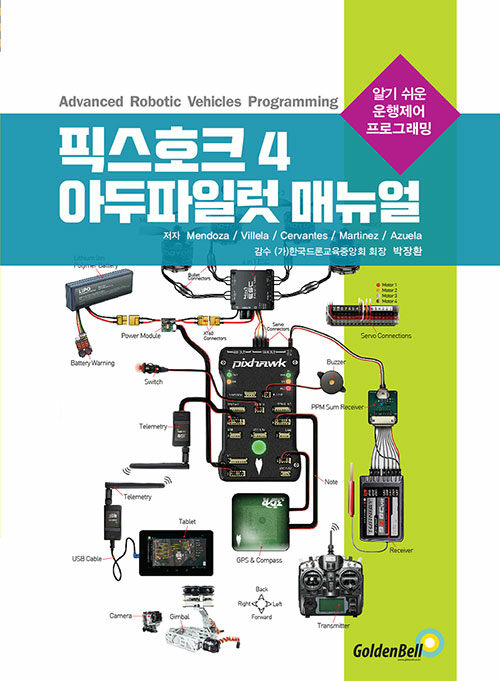 알기 쉬운
운행제어
프로그래밍
Advanced Robotic Vehicles Programming
픽스호크 4
아두파일럿 매뉴얼
저자 Mendoza / Villela / Cervantes / Martinez / Azuela
감수 (가)한국드론교육중앙회 회장 박장환
Lithium Ion
Polymer Battery
Bullet
Connectors
ESC
LIPO
Power Module
XT60
Connectors
Servo
Connectors
Motor 1
Motor 2
Motor 3
Motor 4
Servo Connections
Battery Warning
Switch
pixhawk
Buzzer
PPM Sum Receiver
Telemetry
Note
Telemetry
USB Cable
Tablet
GPS & Compass
Receiver
Back
Right
Left
Forward
Camera
Gimbal
Transmitter
GoldenBell